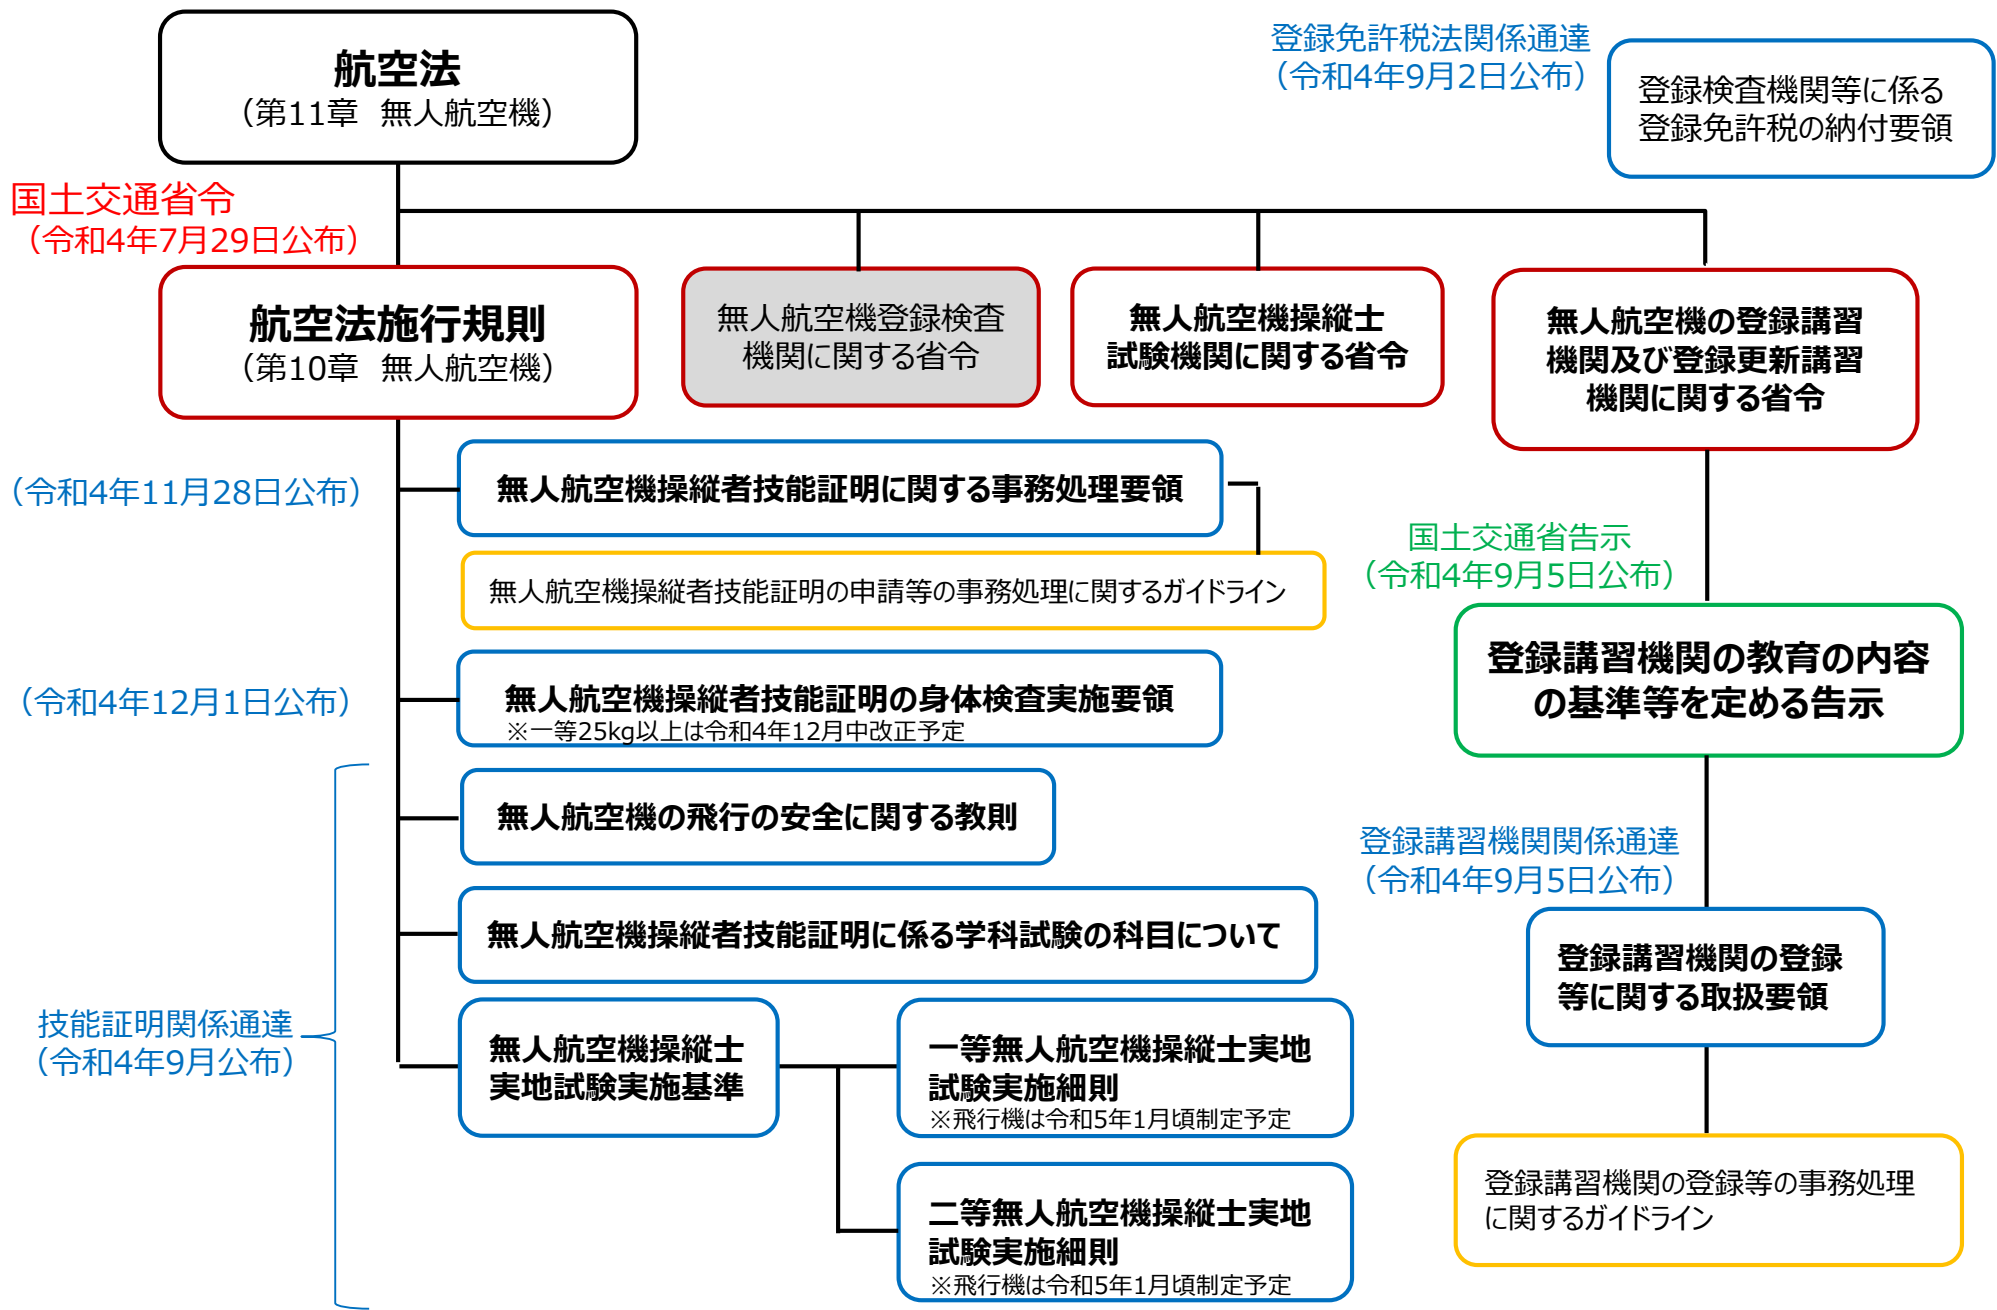 航空法
（第11章　無人航空機）
登録免許税法関係通達
（令和4年9月2日公布）
登録検査機関等に係る
登録免許税の納付要領
国土交通省令
（令和4年7月29日公布）
航空法施行規則
（第10章　無人航空機）
無人航空機登録検査
機関に関する省令
無人航空機操縦士
試験機関に関する省令
無人航空機の登録講習
機関及び登録更新講習
機関に関する省令
（令和4年11月28日公布）
無人航空機操縦者技能証明に関する事務処理要領
無人航空機操縦者技能証明の申請等の事務処理に関するガイドライン
国土交通省告示
（令和4年9月5日公布）
登録講習機関の教育の内容
の基準等を定める告示
（令和4年12月1日公布）
無人航空機操縦者技能証明の身体検査実施要領
※一等25kg以上は令和4年12月中改正予定
無人航空機の飛行の安全に関する教則
登録講習機関関係通達
（令和4年9月5日公布）
無人航空機操縦者技能証明に係る学科試験の科目について
登録講習機関の登録
等に関する取扱要領
技能証明関係通達
（令和4年9月公布）
無人航空機操縦士
実地試験実施基準
一等無人航空機操縦士実地
試験実施細則
※飛行機は令和5年1月頃制定予定
二等無人航空機操縦士実地
試験実施細則
※飛行機は令和5年1月頃制定予定
登録講習機関の登録等の事務処理
に関するガイドライン